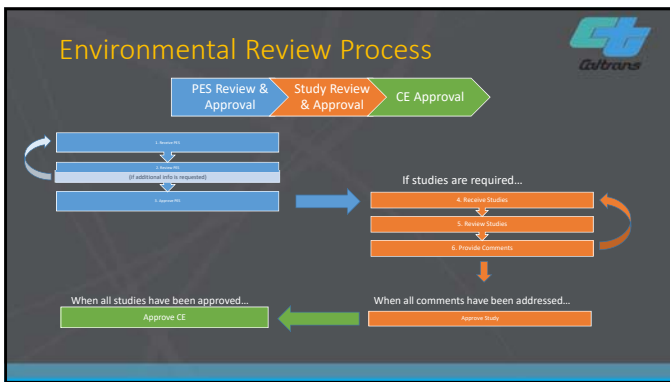 Environmental Review Process
Caltrans
PES Review &
Approval
Study Review
& Approval
CE Approval
1. Receive PES
2. Review PES
(If additional info is requested)
3. Approve PES
If studies are required...
4. Receive Studies
5. Review Studies
6. Provide Comments
When all comments have been addressed...
Approve Study
When all studies have been approved...
Approve CE